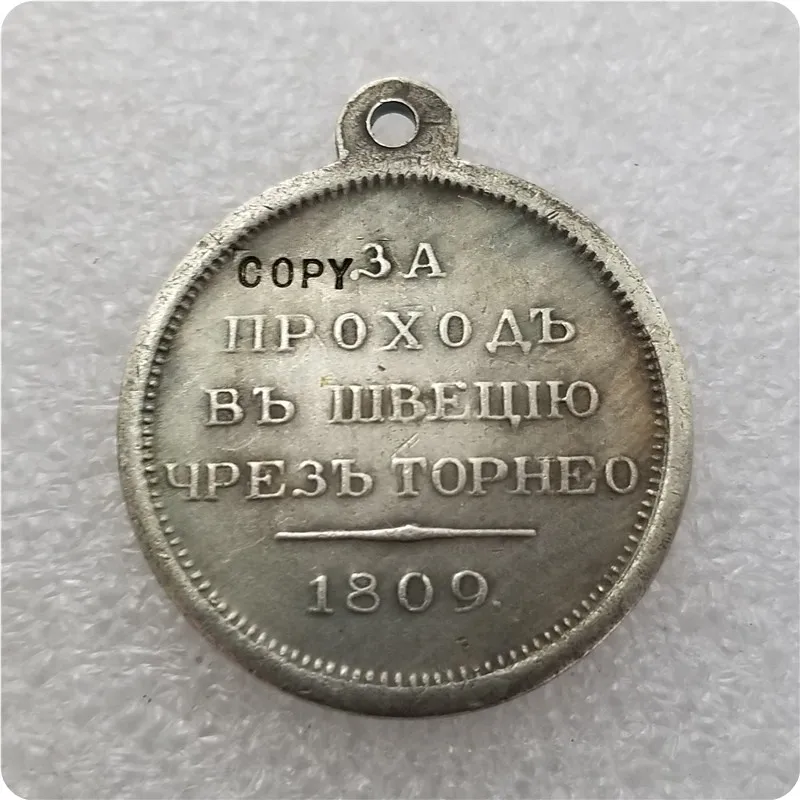 COPY ЗА
ПРОХОДЪ
ВЪ ШВЕЦІЮ
ЧРЕЗЪ ТОРНЕО
1809.